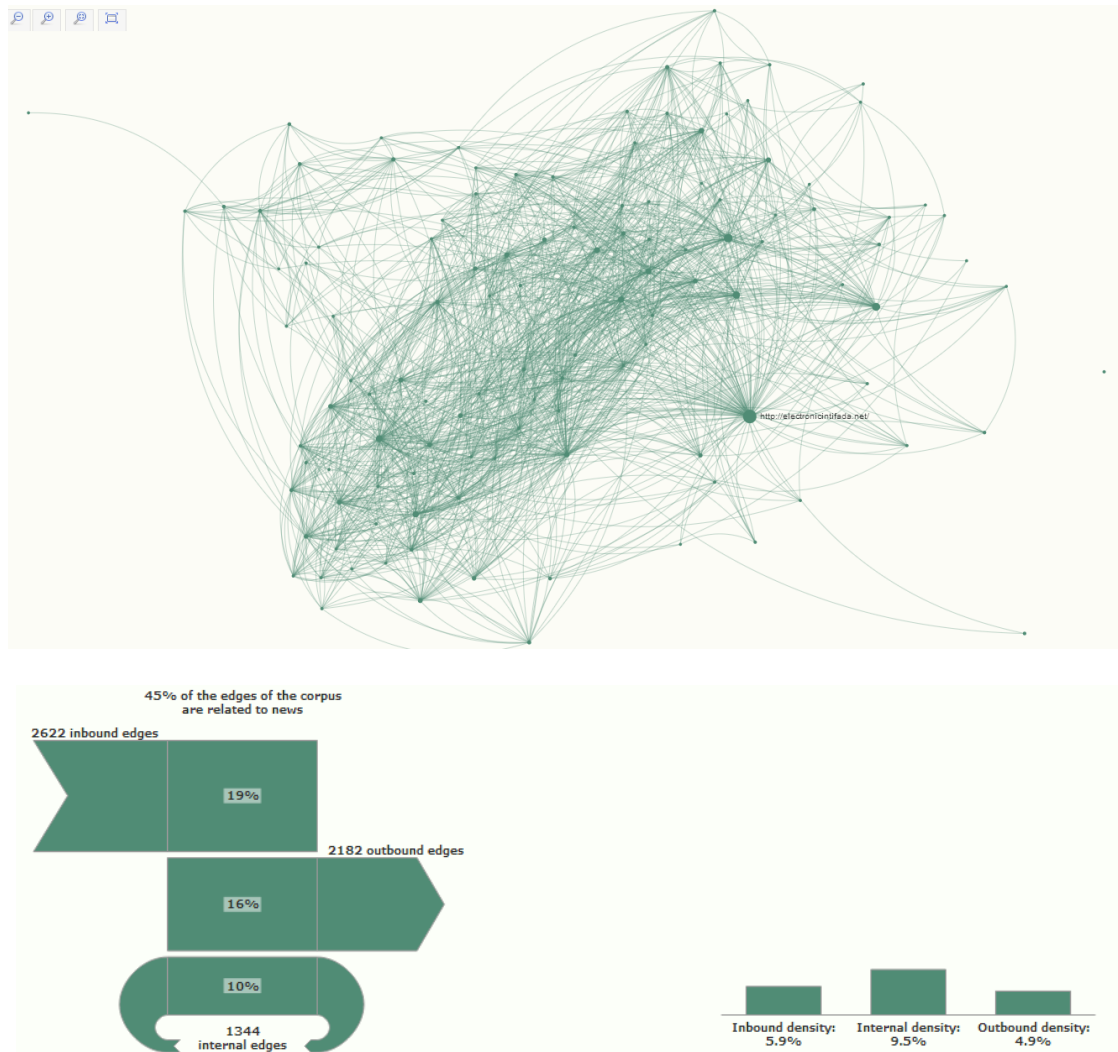 http://electronicintifada.net/
45% of the edges of the corpus
are related to news
2622 inbound edges
19%
2182 outbound edges
16%
10%
1344
internal edges
Inbound density:
5.9%
Internal density:
9.5%
Outbound density:
4.9%